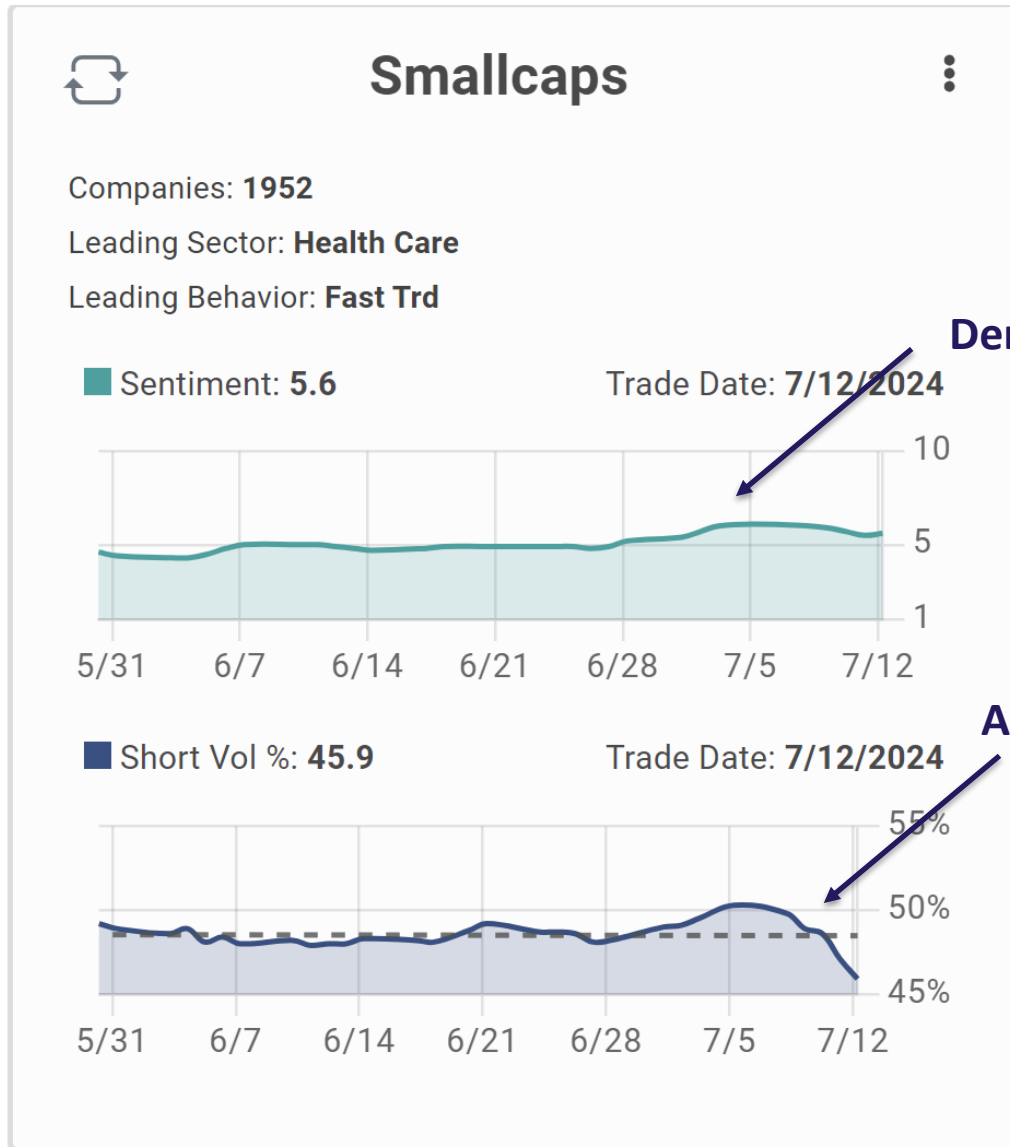 Smallcaps
Companies: 1952
Leading Sector: Health Care
Leading Behavior: Fast Trd
Sentiment: 5.6 Trade Date: 7/12/2024
10
5
1
5/31 6/7 6/14 6/21 6/28 7/5 7/12
Short Vol %: 45.9 Trade Date: 7/12/2024
55%
50%
45%
5/31 6/7 6/14 6/21 6/28 7/5 7/12